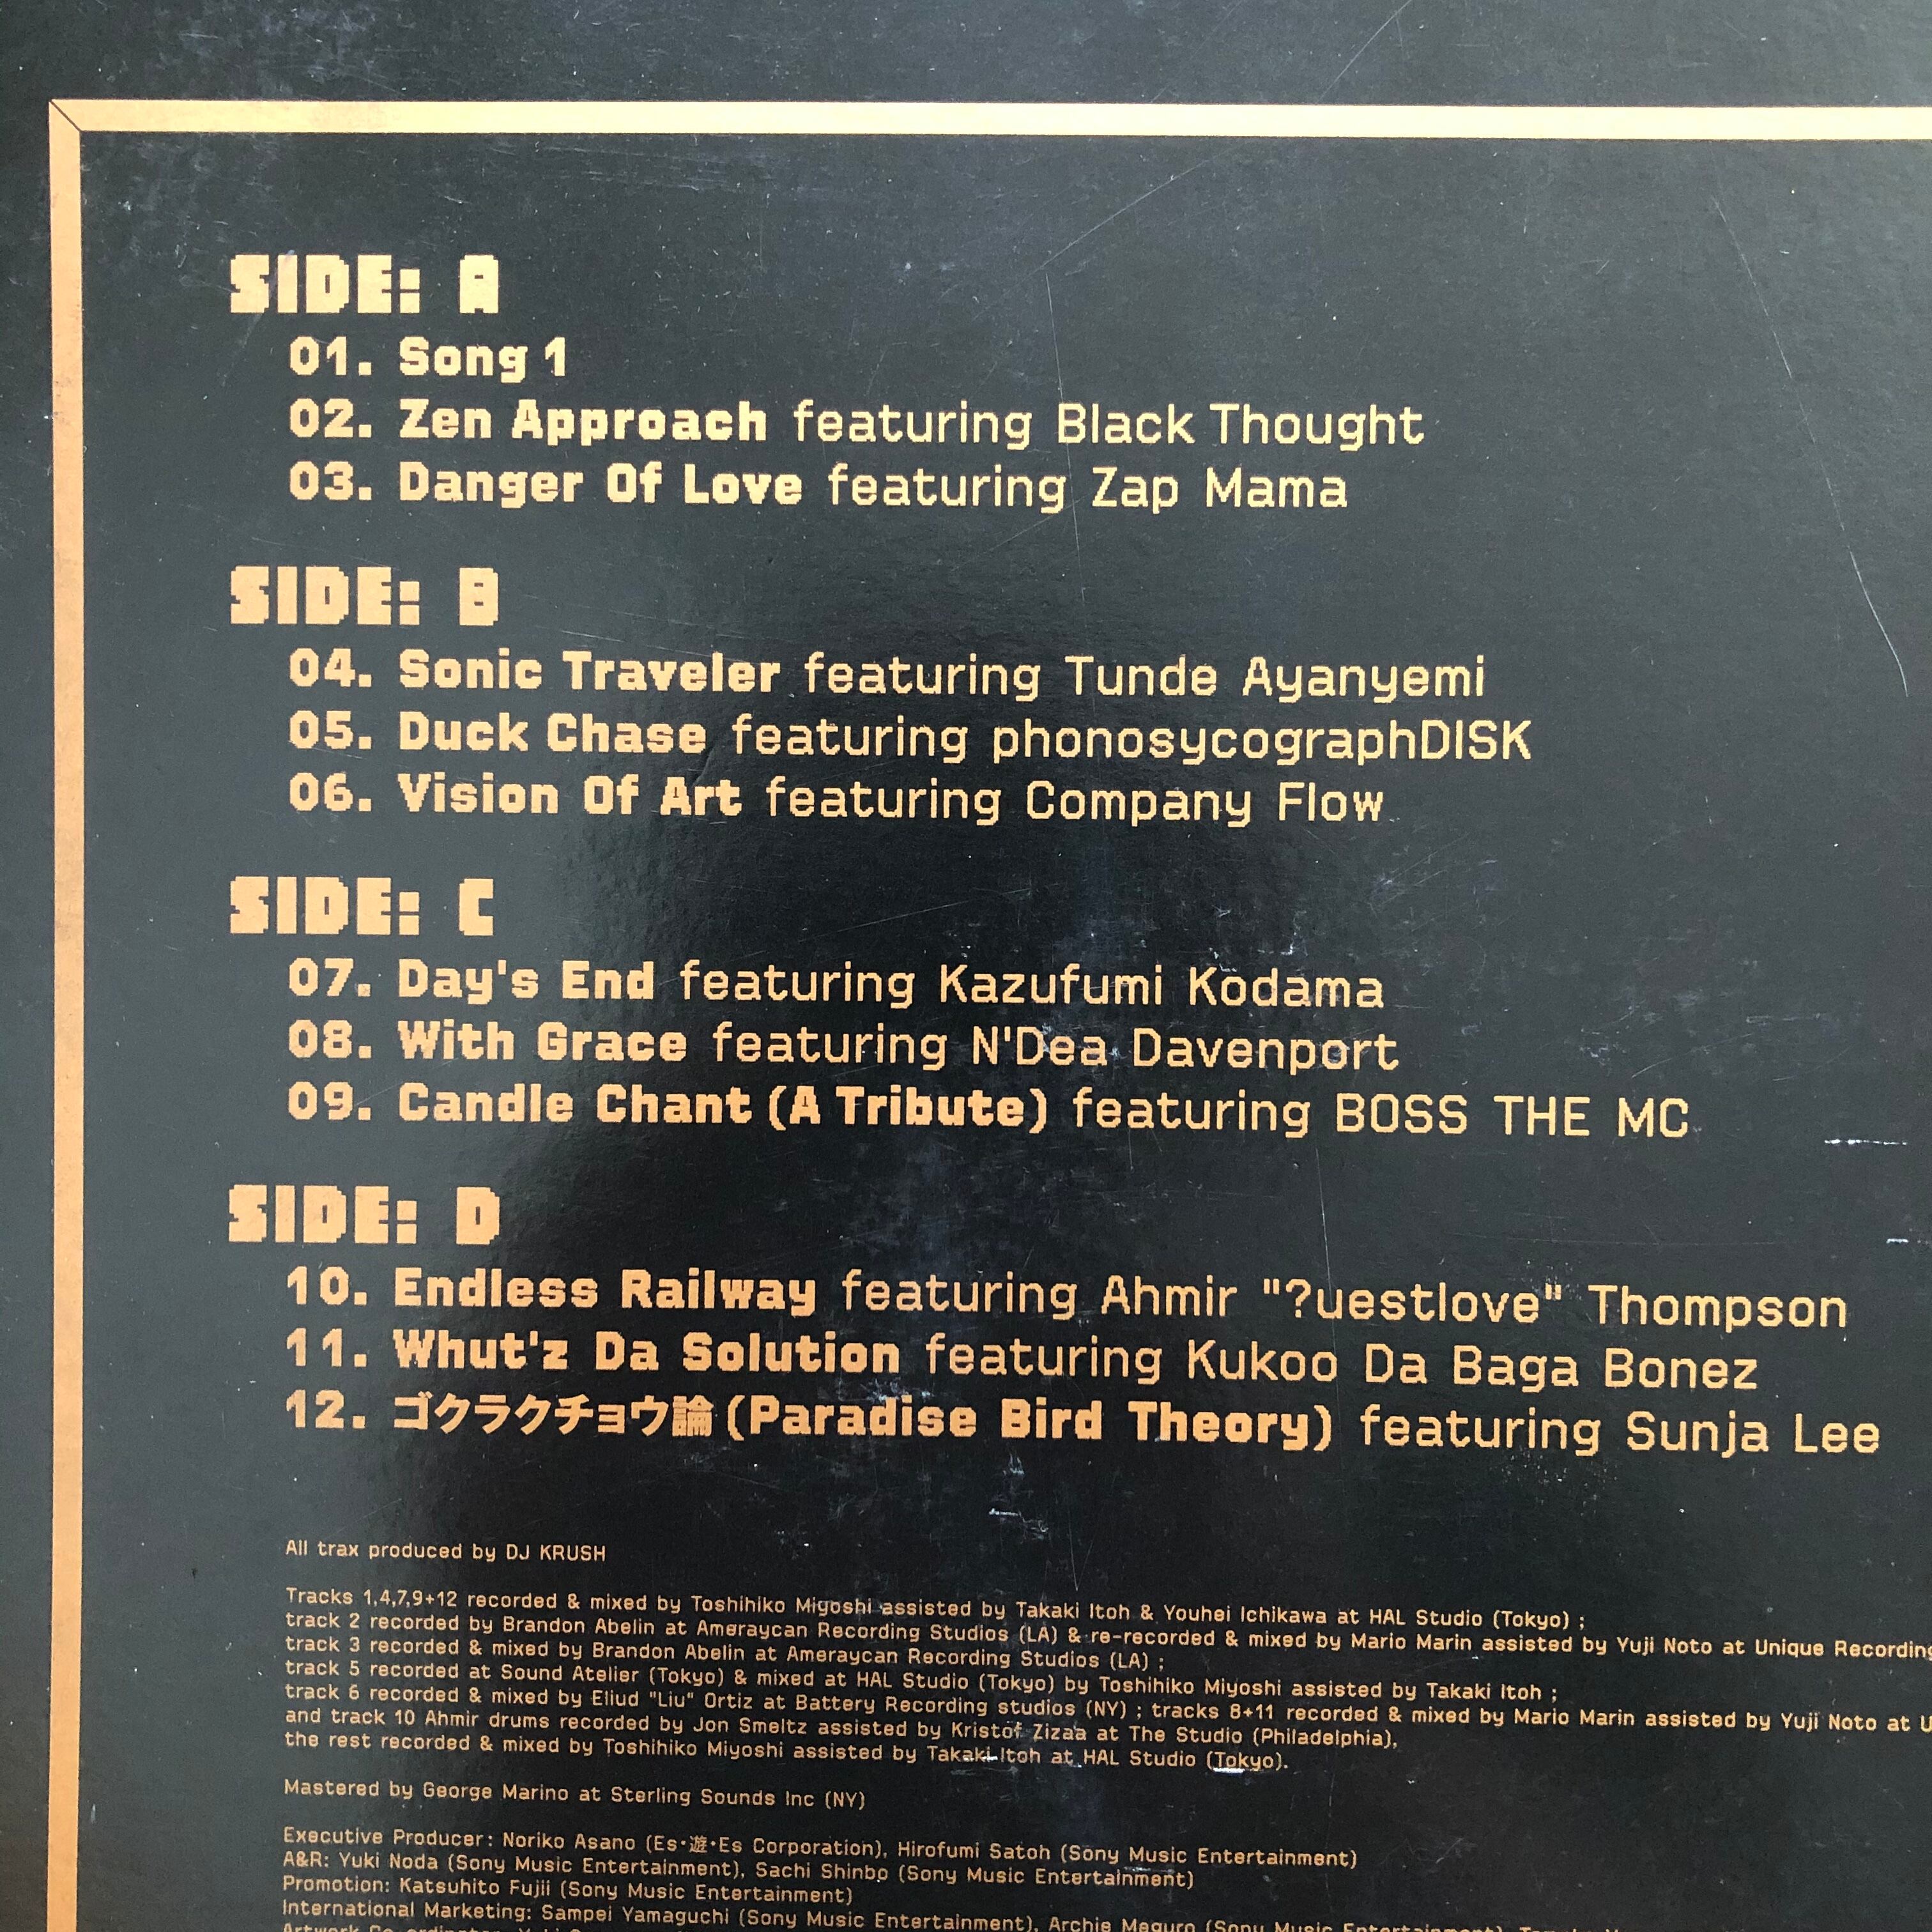 SIDE: A
01. Song 1
02. Zen Approach featuring Black Thought
03. Danger Of Love featuring Zap Mama
SIDE: B
04. Sonic Traveler featuring Tunde Ayanyemi
05. Duck Chase featuring phonosycographDISK
06. Vision Of Art featuring Company Flow
SIDE: C
07. Day's End featuring Kazufumi Kodama
08. With Grace featuring N'Dea Davenport
09. Candle Chant (A Tribute) featuring BOSS THE MC
SIDE: D
10. Endless Railway featuring Ahmir "?uestlove" Thompson
11. Whut'z Da Solution featuring Kukoo Da Baga Bonez
12. ゴクラクチョウ論 (Paradise Bird Theory) featuring Sunja Lee
All trax produced by DJ KRUSH
Tracks 1,4,7,9+12 recorded & mixed by Toshihiko Miyoshi assisted by Takaki Itoh & Youhei Ichikawa at HAL Studio (Tokyo) ;
track 2 recorded by Brandon Abelin at Ameraycan Recording Studios (LA) & re-recorded & mixed by Mario Marin assisted by Yuji Noto at Unique Recording
track 3 recorded & mixed by Brandon Abelin at Ameraycan Recording Studios (LA) ;
track 5 recorded at Sound Atelier (Tokyo) & mixed at HAL Studio (Tokyo) by Toshihiko Miyoshi assisted by Takaki Itoh ;
track 6 recorded & mixed by Eliud "Liu" Ortiz at Battery Recording studios (NY) ; tracks 8+11 recorded & mixed by Mario Marin assisted by Yuji Noto at
and track 10 Ahmir drums recorded by Jon Smeltz assisted by Kristof Zizaa at The Studio (Philadelphia),
the rest recorded & mixed by Toshihiko Miyoshi assisted by Takaki Itoh at HAL Studio (Tokyo).
Mastered by George Marino at Sterling Sounds Inc (NY)
Executive Producer: Noriko Asano (Es・遊・Es Corporation), Hirofumi Satoh (Sony Music Entertainment)
A&R: Yuki Noda (Sony Music Entertainment), Sachi Shinbo (Sony Music Entertainment)
Promotion: Katsuhito Fujii (Sony Music Entertainment)
International Marketing: Sampei Yamaguchi (Sony Music Entertainment), Archie Meguro (Sony Music Entertainment),